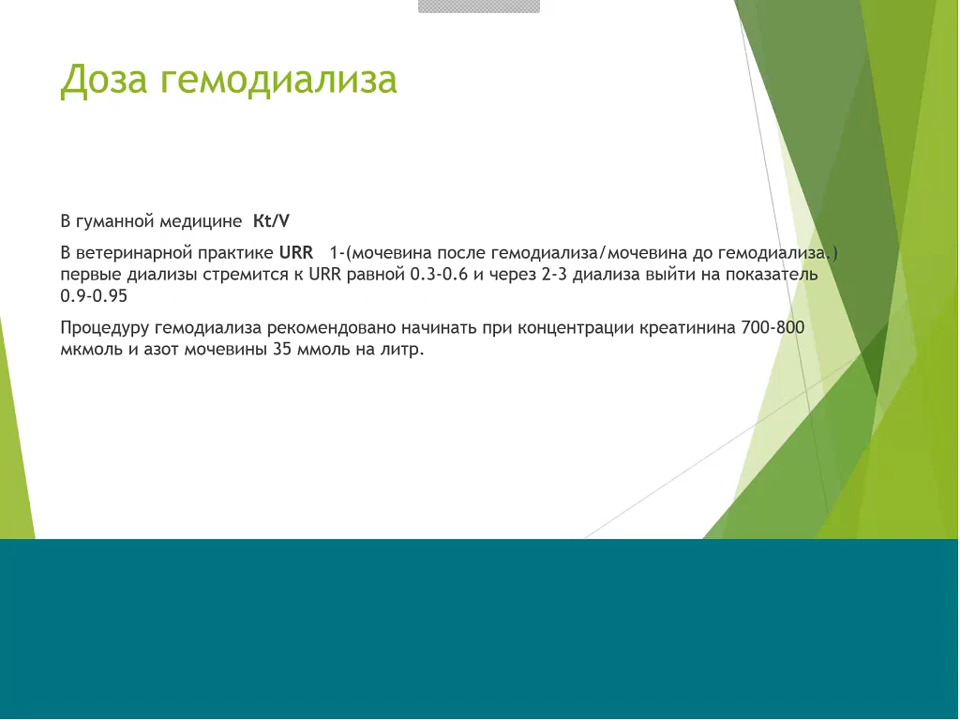 Доза гемодиализа
В гуманной медицине Kt/V
В ветеринарной практике URR 1-(мочевина после гемодиализа/мочевина до гемодиализа.)
первые диализы стремится к URR равной 0.3-0.6 и через 2-3 диализа выйти на показатель
0.9-0.95
Процедуру гемодиализа рекомендовано начинать при концентрации креатинина 700-800
мкмоль и азот мочевины 35 ммоль на литр.